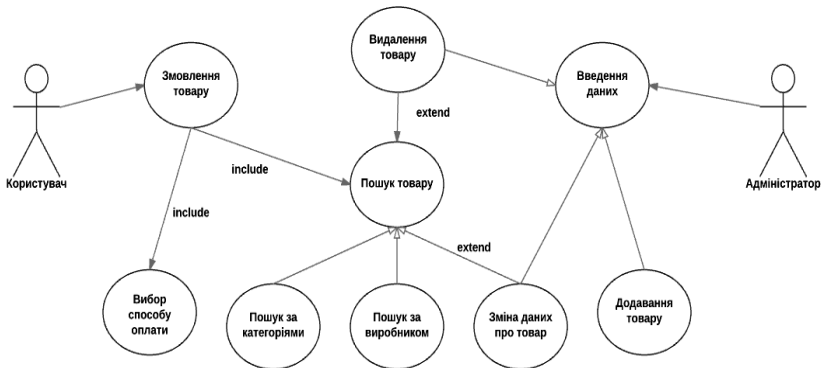 Видалення
товару
Змовлення
товару
Введення
даних
extend
Користувач
include
Пошук товару
Адміністратор
include
extend
Вибор
способу
оплати
Пошук за
категоріями
Пошук за
виробником
Зміна даних
про товар
Додавання
товару